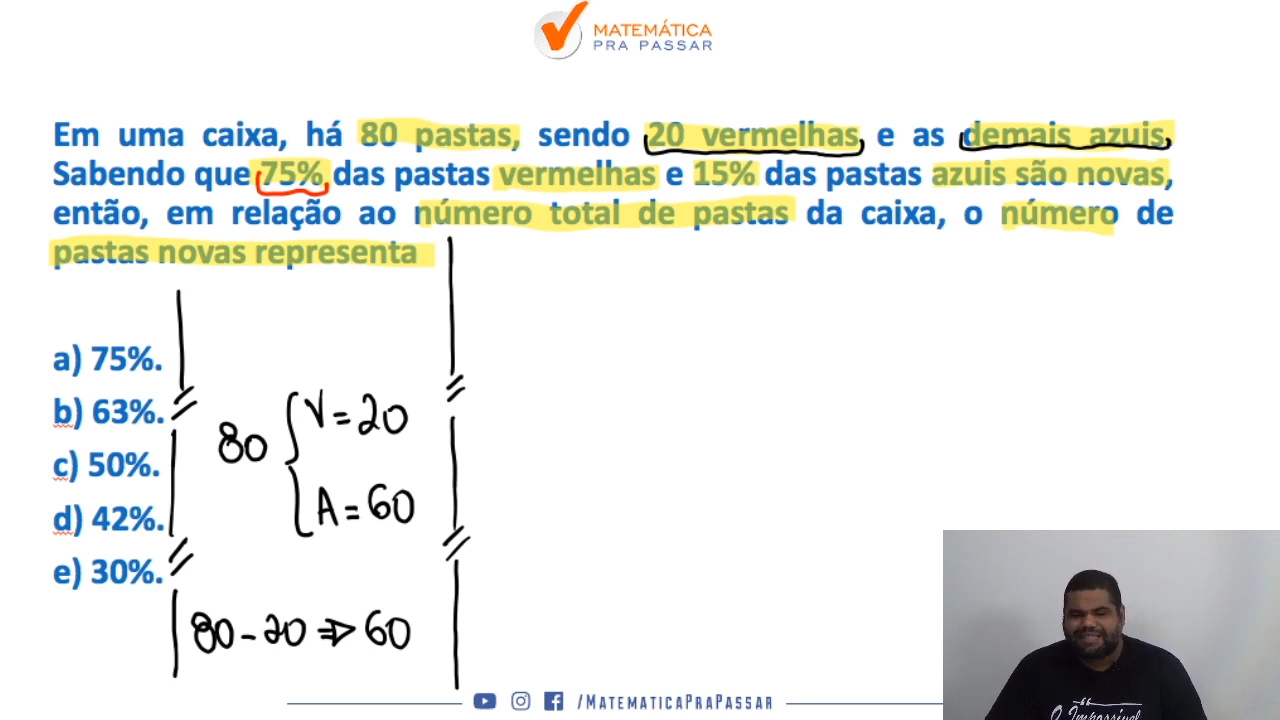 MATEMÁTICA
PRA PASSAR
Em uma caixa, há 80 pastas, sendo 20 vermelhas e as demais azuis.
Sabendo que 75% das pastas vermelhas e 15% das pastas azuis são novas,
então, em relação ao número total de pastas da caixa, o número de
pastas novas representa
a) 75%.
b) 63%.
c) 50%.
d) 42%.
e) 30%.
80 { V = 20
A = 60
80 - 20 ⇒ 60
/MatematicaPraPassar
O Impossível